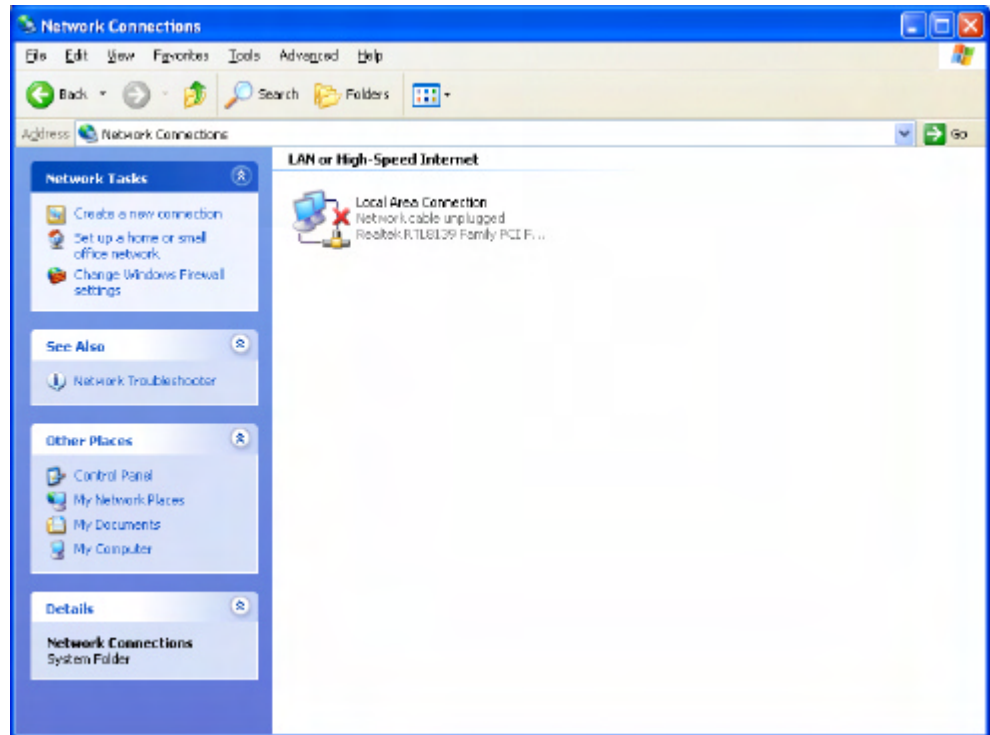 Network Connections
File Edit View Favorites Tools Advanced Help
Back Search Folders
Address Network Connections Go
Network Tasks
Create a new connection
Set up a home or small
office network
Change Windows Firewall
settings
See Also
Network Troubleshooter
Other Places
Control Panel
My Network Places
My Documents
My Computer
Details
Network Connections
System Folder
LAN or High-Speed Internet
Local Area Connection
Network cable unplugged
Realtek RTL8139 Family PCI F...